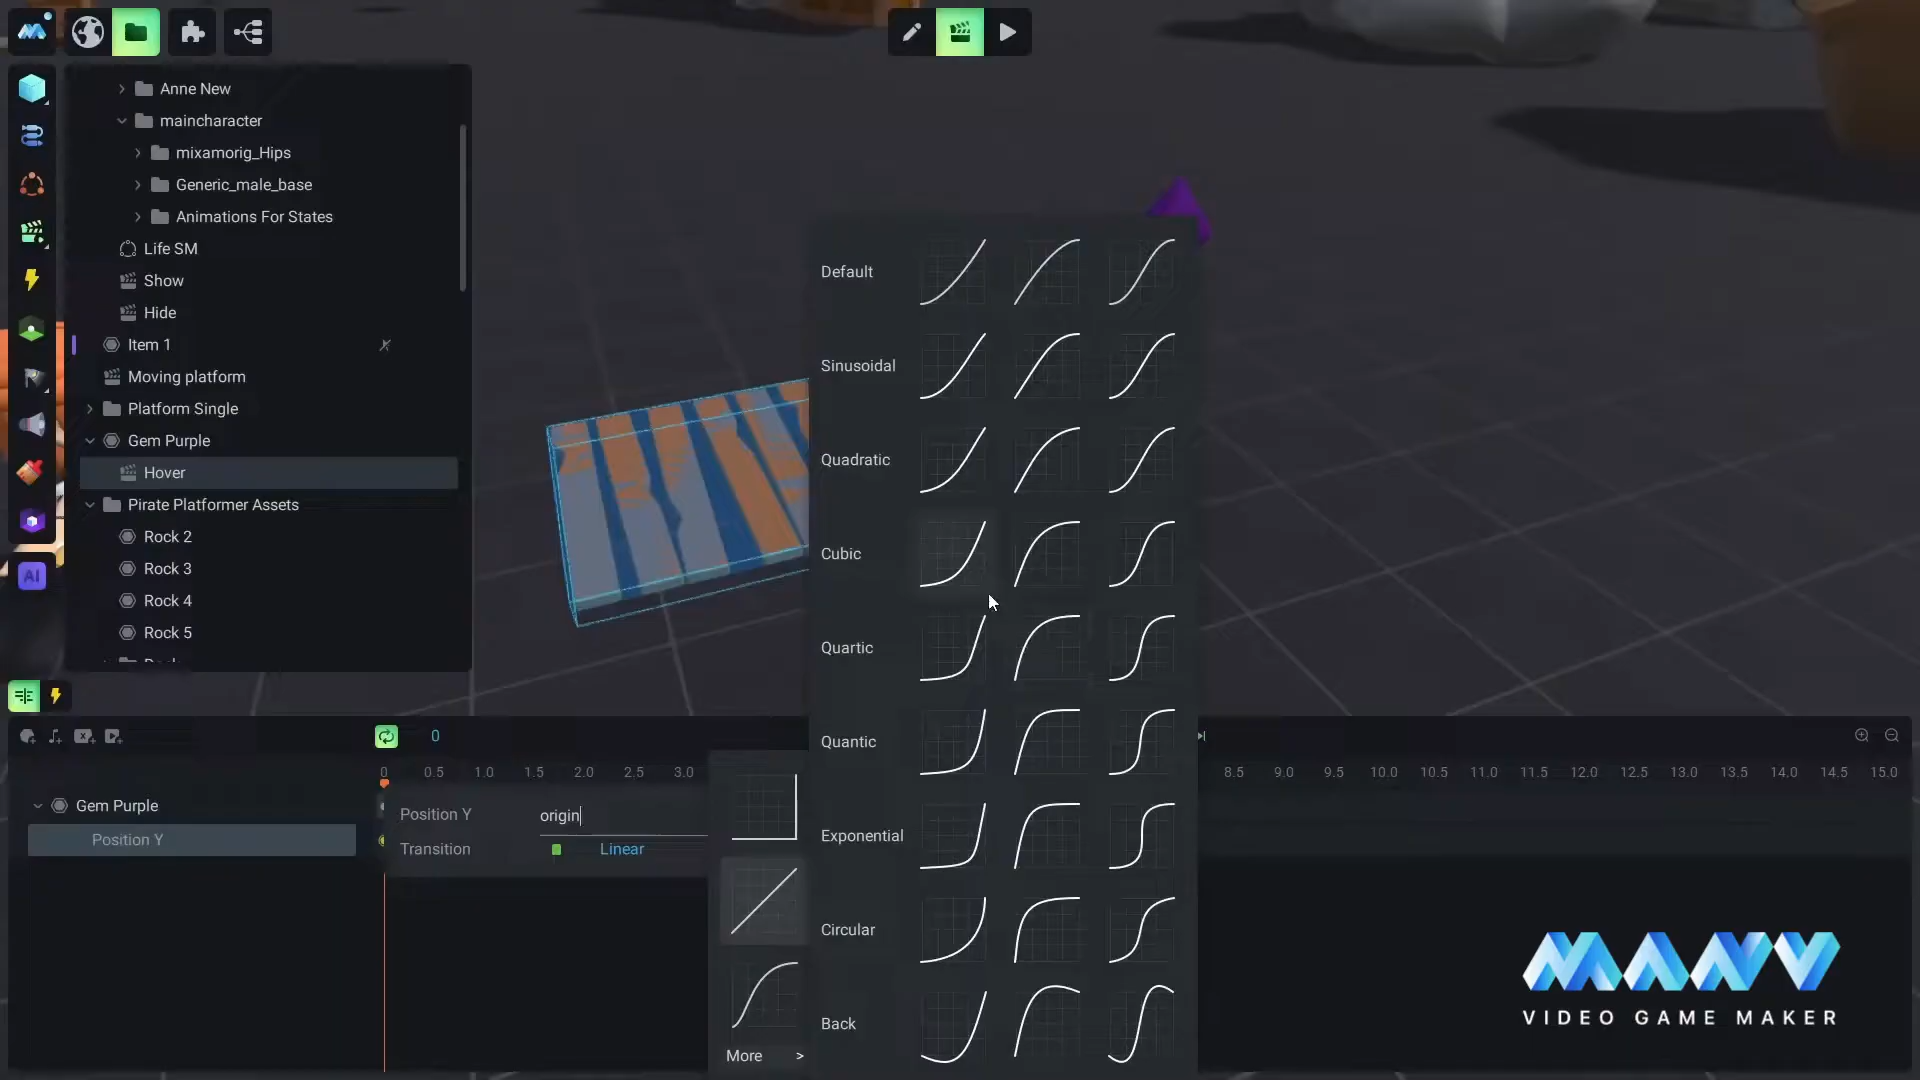 Anne New
maincharacter
mixamorig_Hips
Generic_male_base
Animations For States
Life SM
Show
Hide
Item 1
Moving platform
Platform Single
Gem Purple
Hover
Pirate Platformer Assets
Rock 2
Rock 3
Rock 4
Rock 5
AI
Default
Sinusoidal
Quadratic
Cubic
Quartic
Quantic
Exponential
Circular
Back
0
0 0.5 1.0 1.5 2.0 2.5 3.0 8.5 9.0 9.5 10.0 10.5 11.0 11.5 12.0 12.5 13.0 13.5 14.0 14.5 15.0
Gem Purple
Position Y
Position Y origin
Transition Linear
More >
MANU
VIDEO GAME MAKER